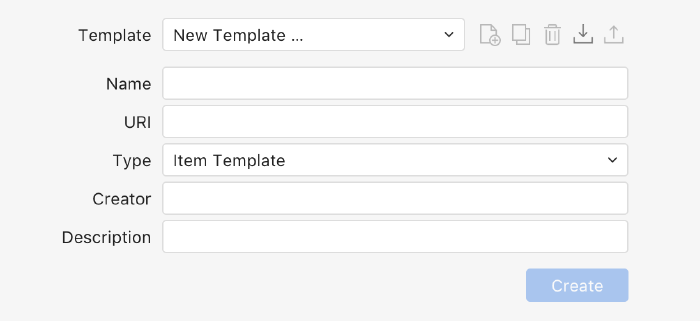 Template New Template ...
Name
URI
Type Item Template
Creator
Description
Create